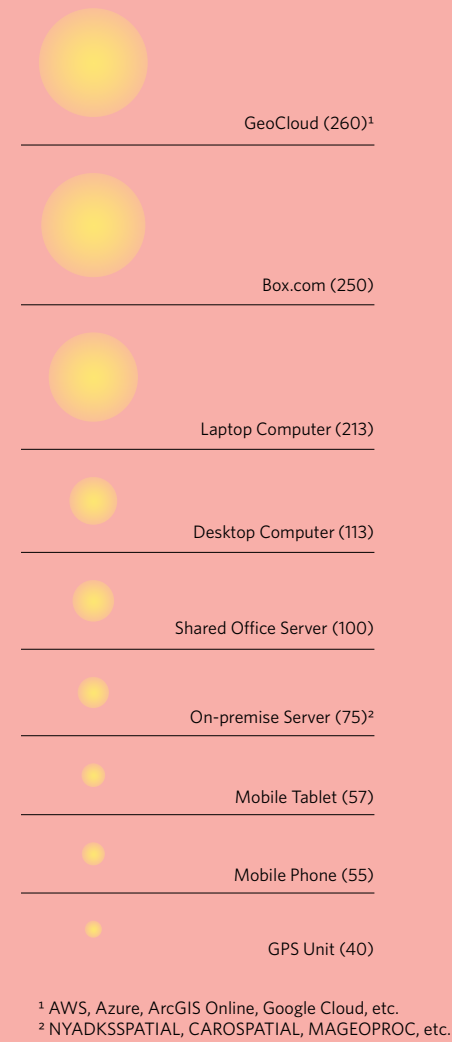 GeoCloud (260)¹
Box.com (250)
Laptop Computer (213)
Desktop Computer (113)
Shared Office Server (100)
On-premise Server (75)²
Mobile Tablet (57)
Mobile Phone (55)
GPS Unit (40)
¹ AWS, Azure, ArcGIS Online, Google Cloud, etc.
² NYADKSSPATIAL, CAROSPATIAL, MAGEOPROC, etc.